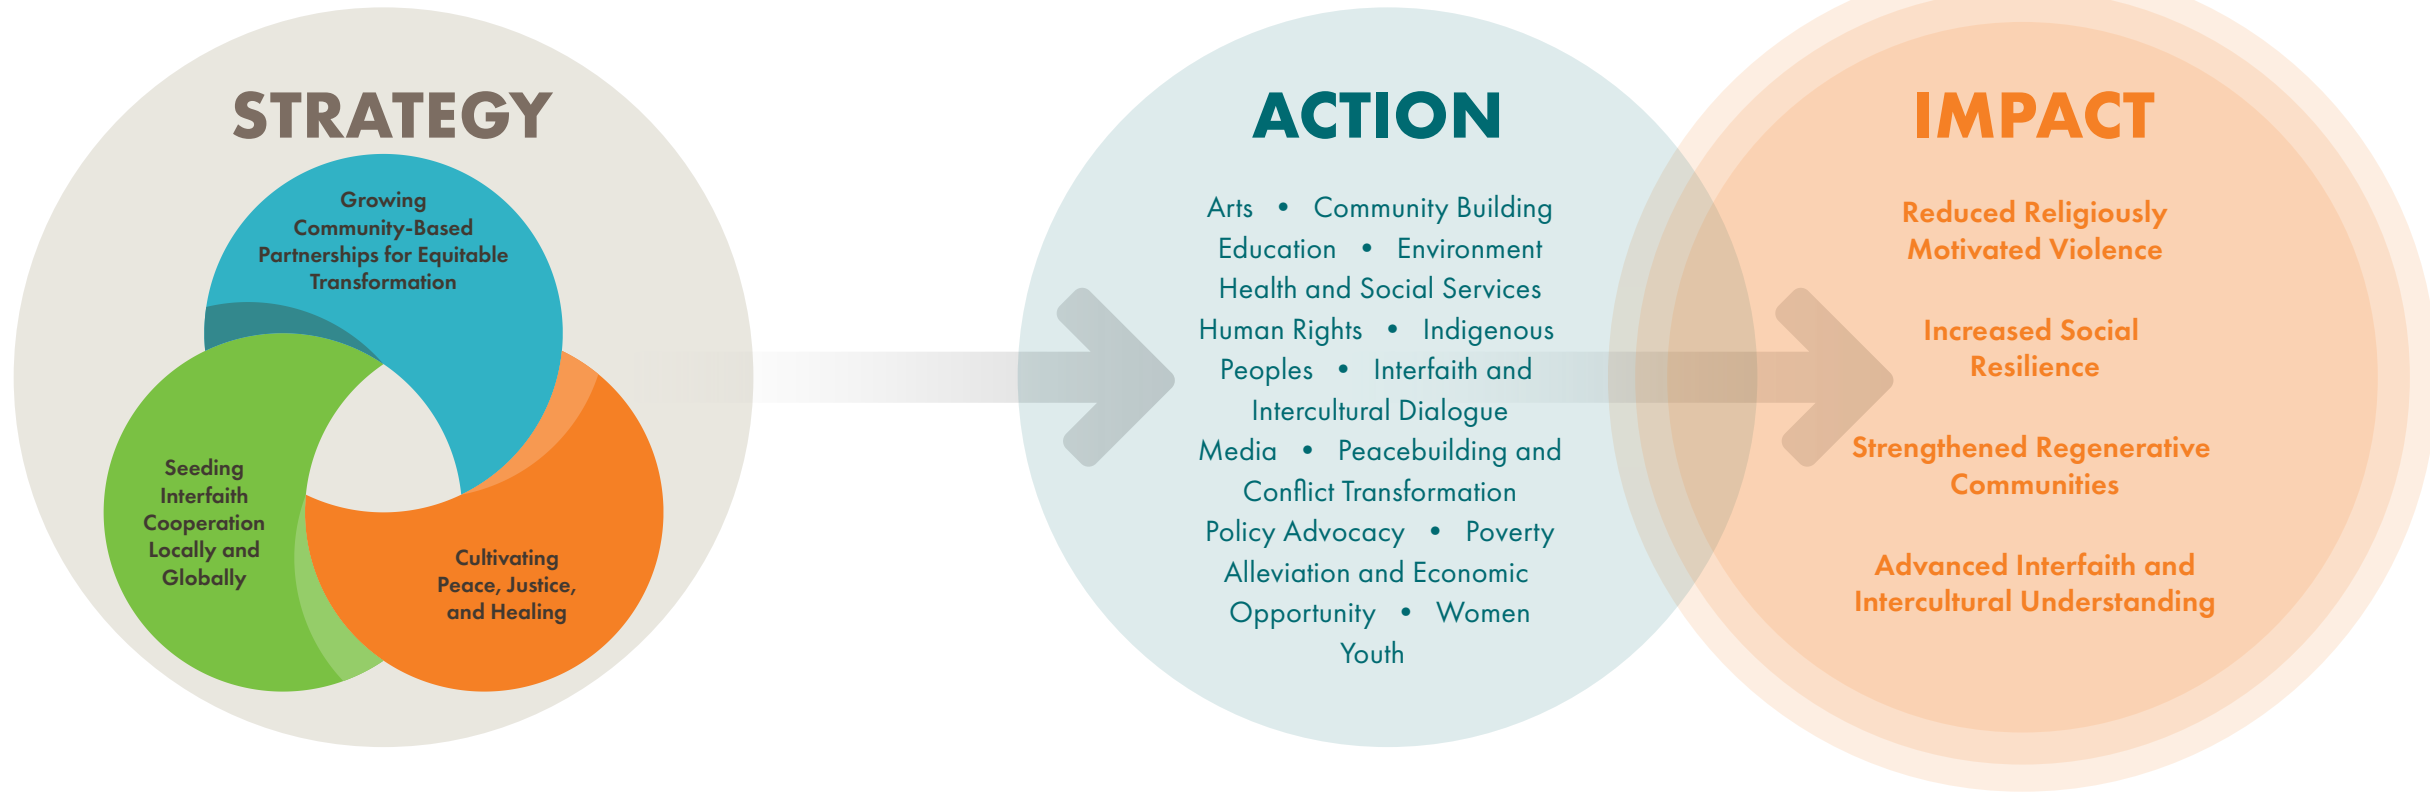 STRATEGY
Growing
Community-Based
Partnerships for Equitable
Transformation
Seeding
Interfaith
Cooperation
Locally and
Globally
Cultivating
Peace, Justice,
and Healing
ACTION
Arts • Community Building
Education • Environment
Health and Social Services
Human Rights • Indigenous
Peoples • Interfaith and
Intercultural Dialogue
Media • Peacebuilding and
Conflict Transformation
Policy Advocacy • Poverty
Alleviation and Economic
Opportunity • Women
Youth
IMPACT
Reduced Religiously
Motivated Violence
Increased Social
Resilience
Strengthened Regenerative
Communities
Advanced Interfaith and
Intercultural Understanding